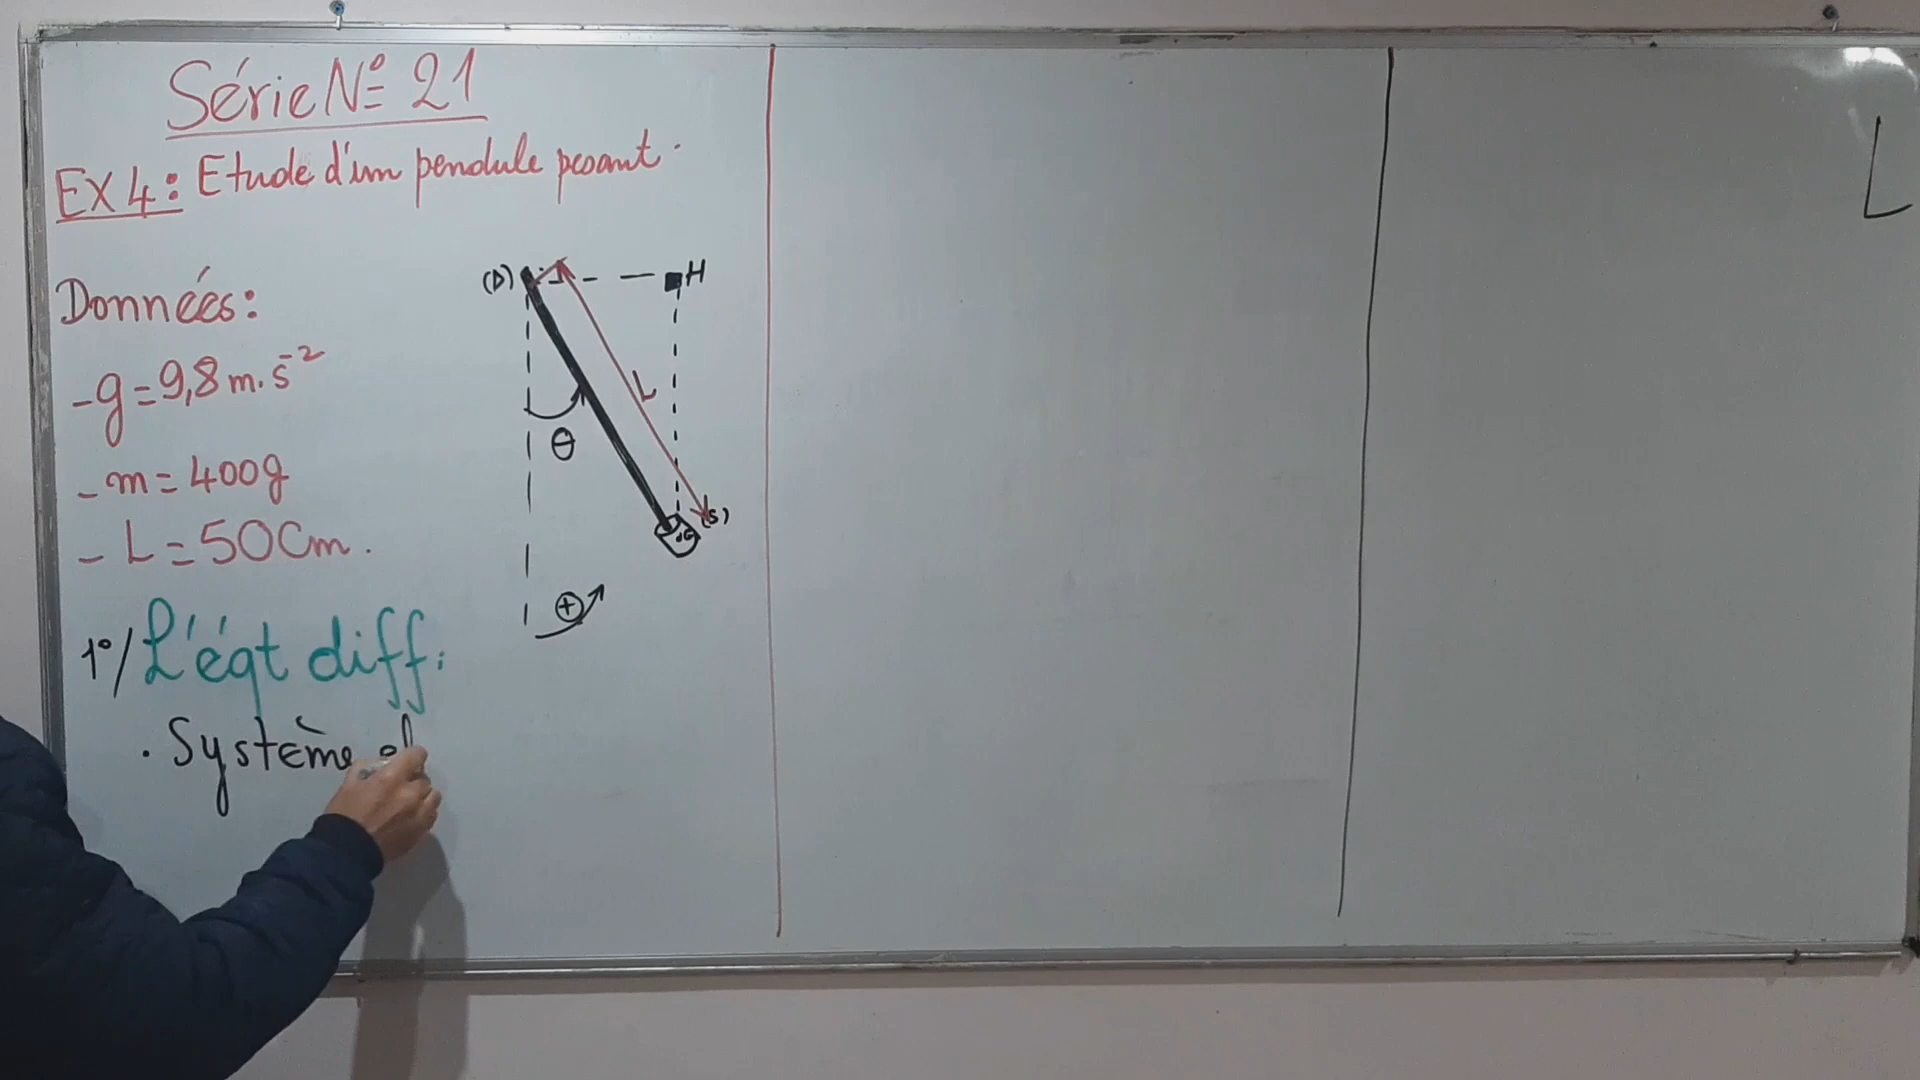 Série N° 21
EX4: Etude d'un pendule pesant.
Données:
- g = 9,8 m.s⁻²
- m = 400g
- L = 50Cm.
(Δ)
H
L
θ
(S)
G
+
1°/ L'éqt diff:
. Système
L